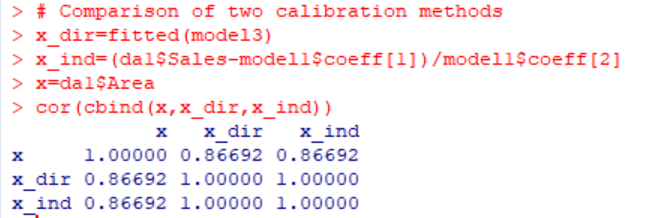 > # Comparison of two calibration methods
> x_dir=fitted(model3)
> x_ind=(da1$Sales-model1$coeff[1])/model1$coeff[2]
> x=da1$Area
> cor(cbind(x,x_dir,x_ind))
x x_dir x_ind
x 1.00000 0.86692 0.86692
x_dir 0.86692 1.00000 1.00000
x_ind 0.86692 1.00000 1.00000